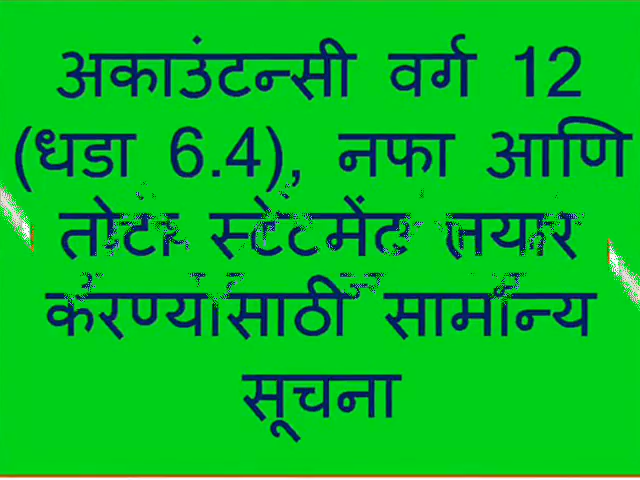 अकाउंटन्सी वर्ग 12
(धडा 6.4), नफा आणि
तोटा स्टेटमेंट तयार
करण्यासाठी सामान्य
सूचना